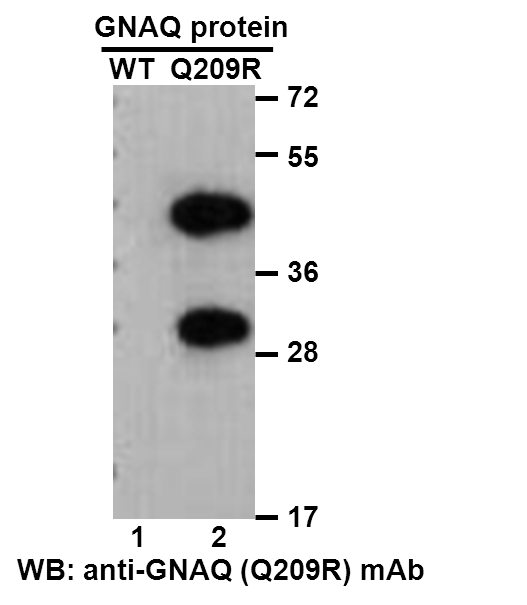 GNAQ protein
WT Q209R
72
55
36
28
17
1 2
WB: anti-GNAQ (Q209R) mAb